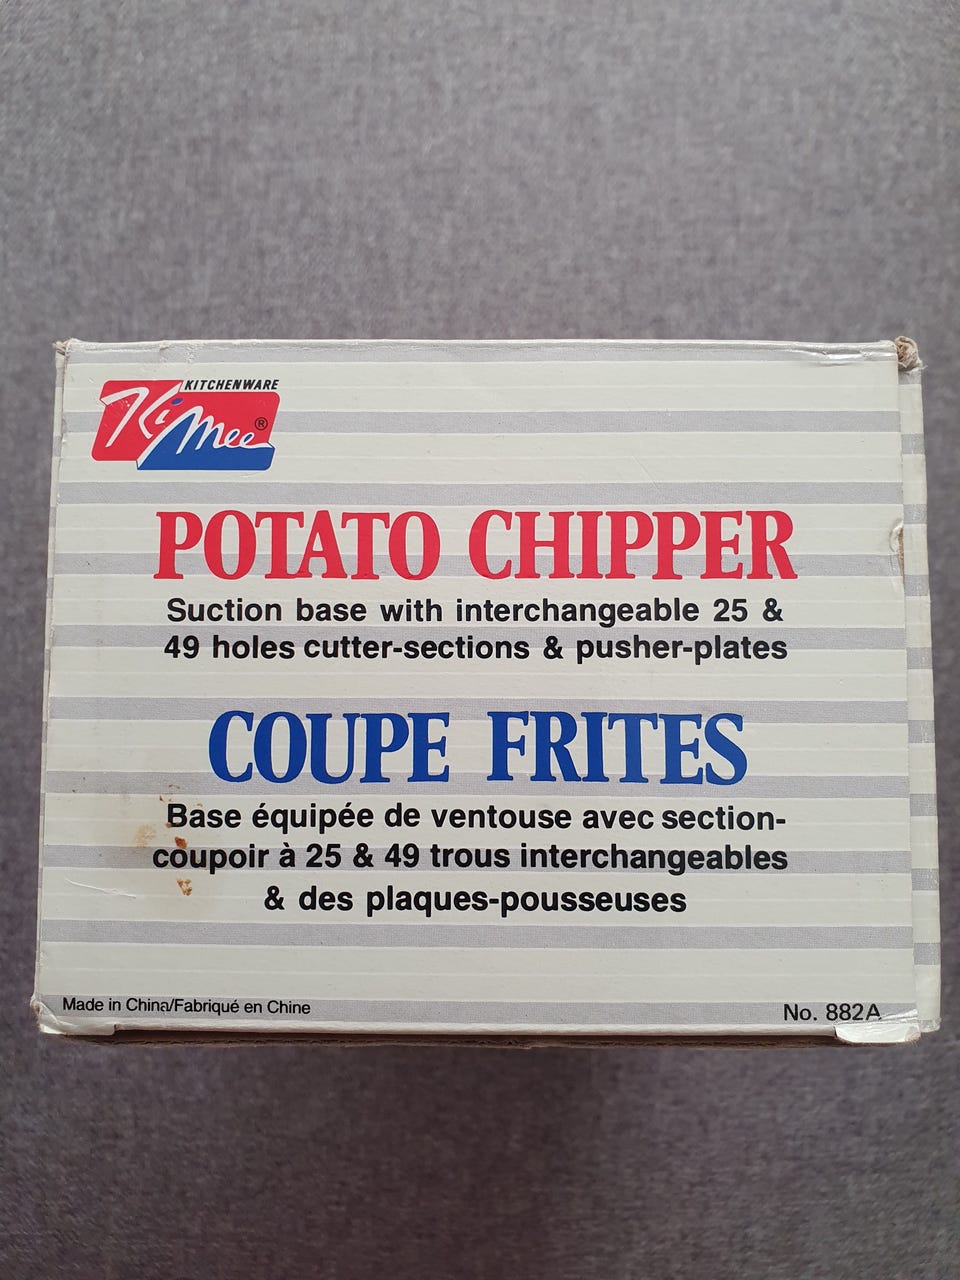 KITCHENWARE
Ki Mee ®
POTATO CHIPPER
Suction base with interchangeable 25 &
49 holes cutter-sections & pusher-plates
COUPE FRITES
Base équipée de ventouse avec section-
coupoir à 25 & 49 trous interchangeables
& des plaques-pousseuses
Made in China/Fabriqué en Chine
No. 882A